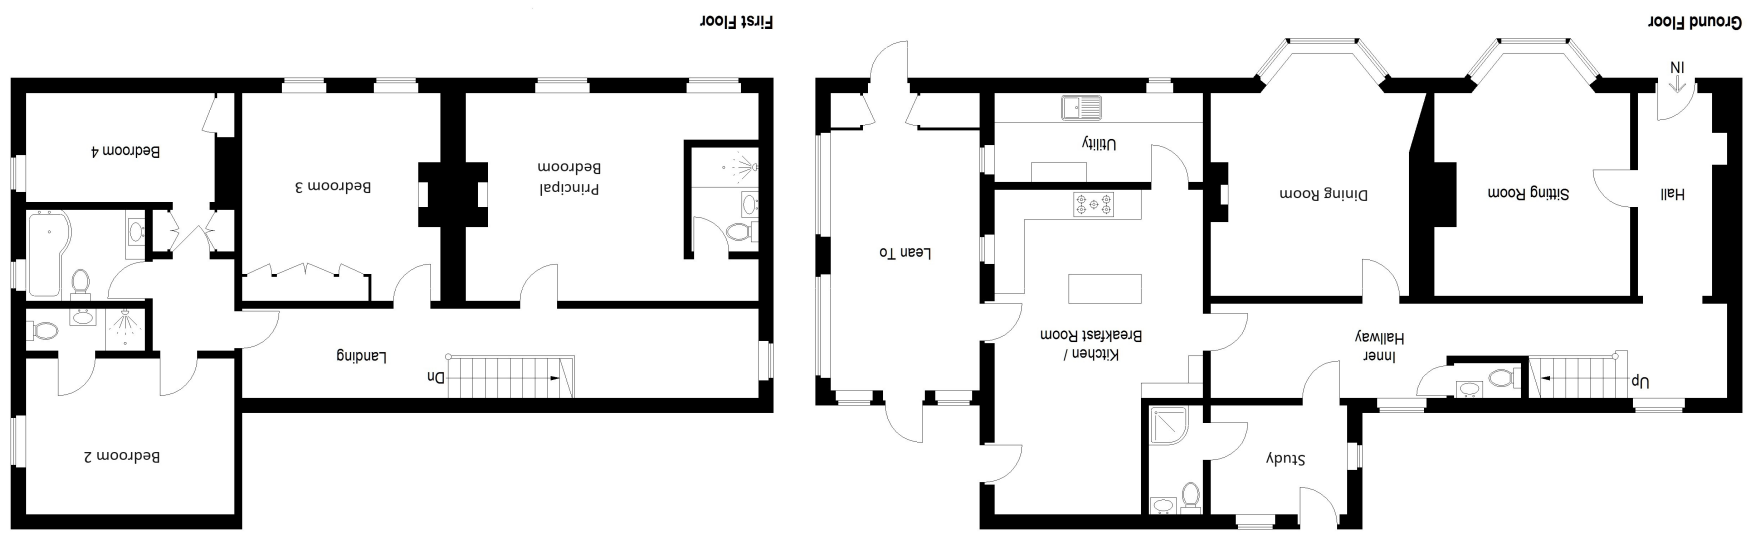 Ground Floor
IN
Hall
Sitting Room
Dining Room
Utility
Lean To
Kitchen /
Breakfast Room
Inner
Hallway
Up
Study
First Floor
Principal
Bedroom
Bedroom 3
Bedroom 4
Landing
Dn
Bedroom 2